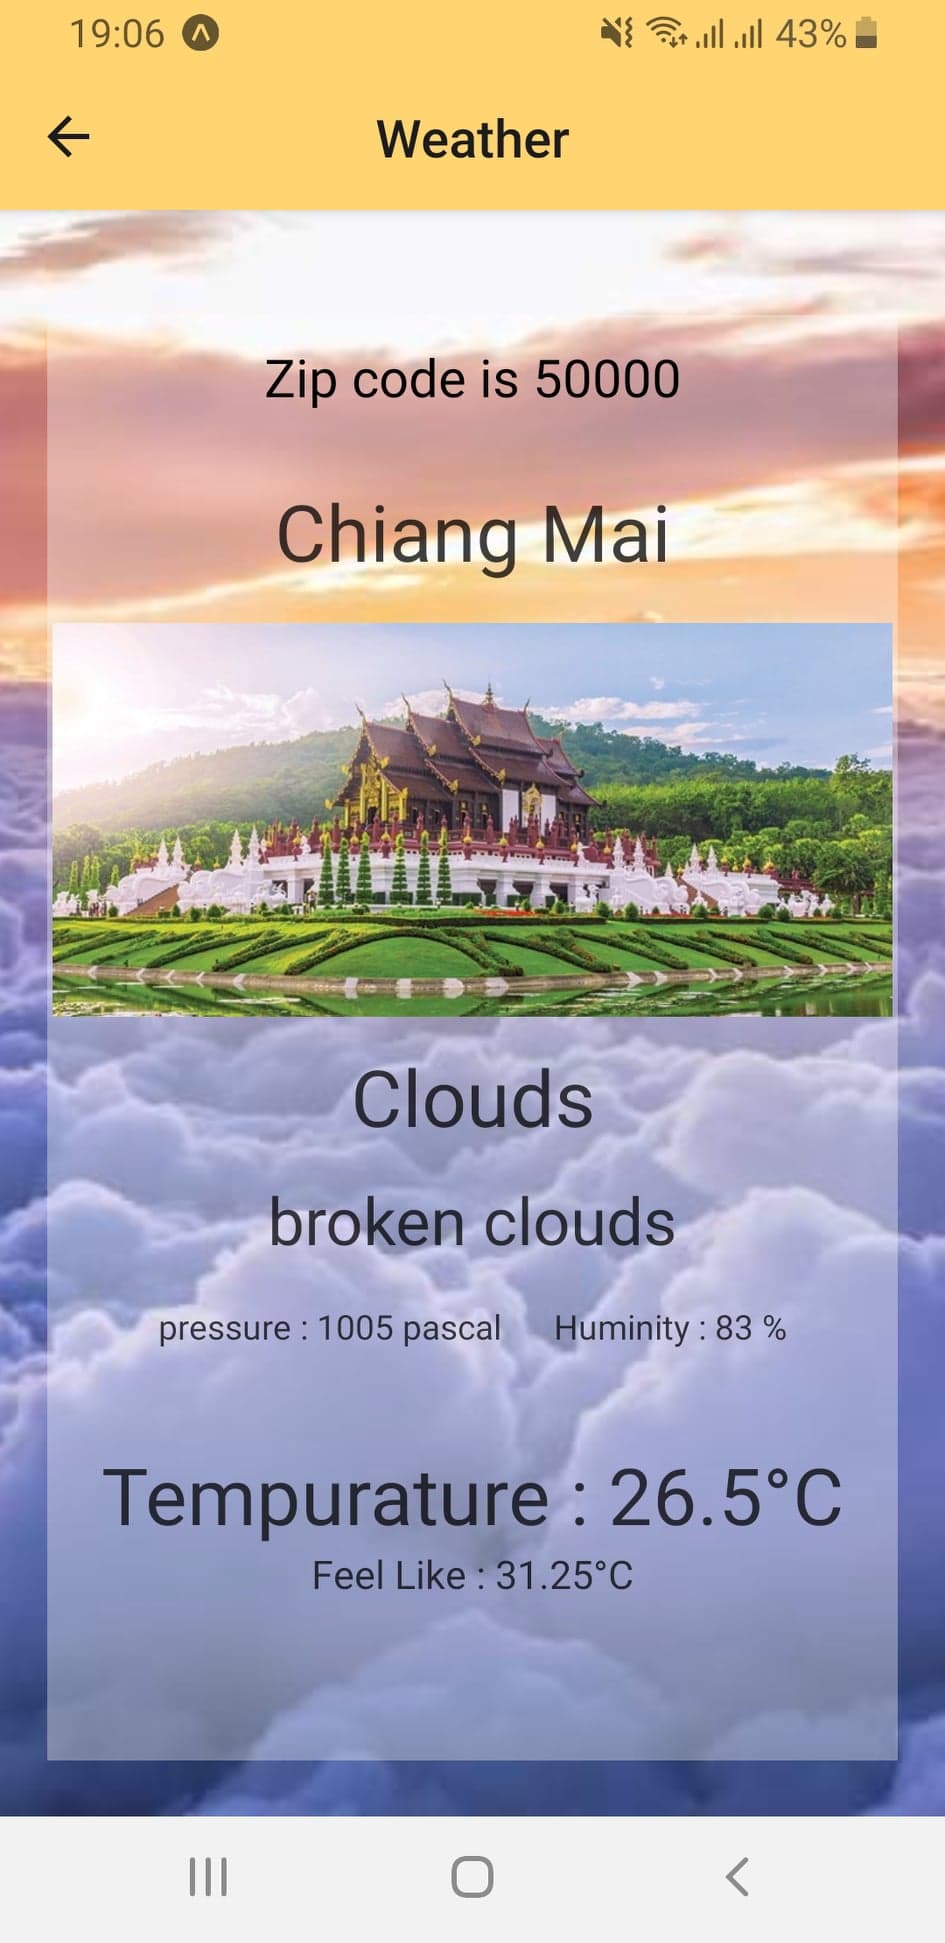 19:06 43%
Weather
Zip code is 50000
Chiang Mai
Clouds
broken clouds
pressure : 1005 pascal Huminity : 83 %
Tempurature : 26.5°C
Feel Like : 31.25°C